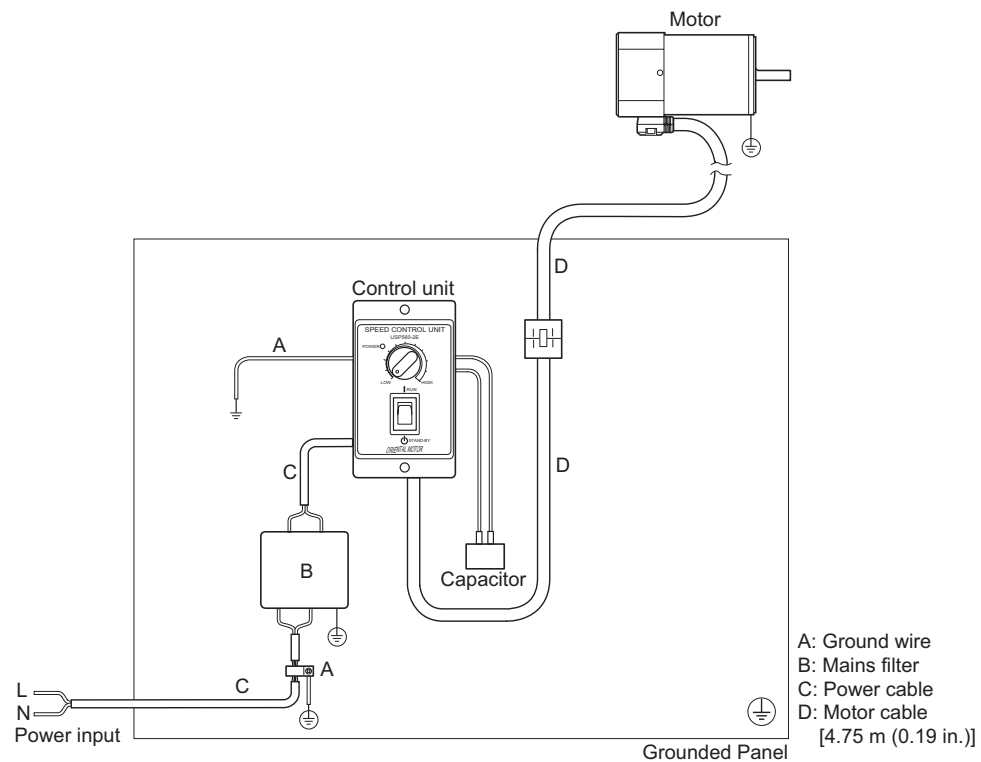 Motor
D
Control unit
SPEED CONTROL UNIT
USP560-2E
POWER
LOW
HIGH
RUN
STAND-BY
ORIENTAL MOTOR
A
C
D
B
Capacitor
A
C
L
N
Power input
A: Ground wire
B: Mains filter
C: Power cable
D: Motor cable
[4.75 m (0.19 in.)]
Grounded Panel